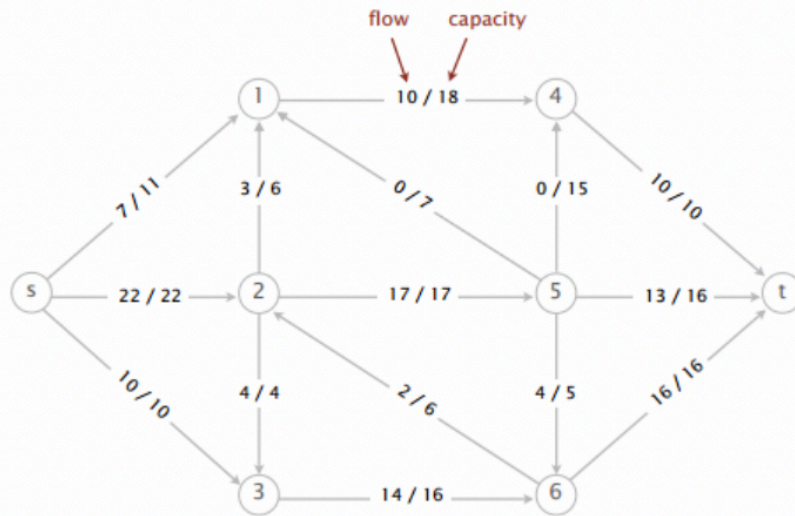 flow capacity
1 10 / 18 4
7 / 11 3 / 6 0 / 7 0 / 15 10 / 10
s 22 / 22 2 17 / 17 5 13 / 16 t
10 / 10 4 / 4 2 / 6 4 / 5 16 / 16
3 14 / 16 6